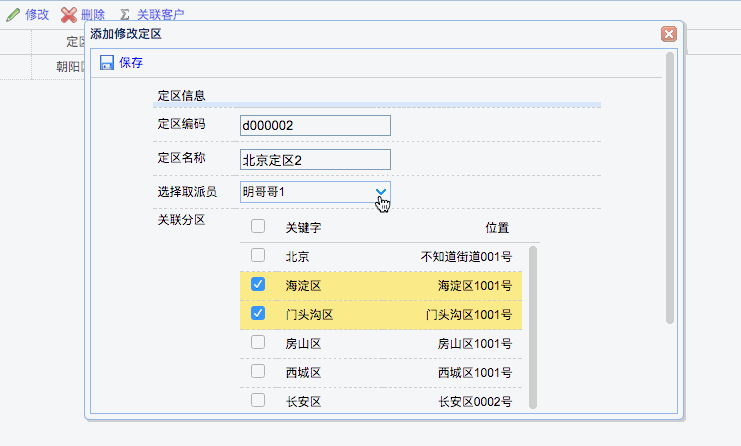 修改 删除 Σ 关联客户
添加修改定区
定区
朝阳区
保存
定区信息
定区编码 d000002
定区名称 北京定区2
选择取派员 明哥哥1
关联分区
关键字 位置
北京 不知道街道001号
海淀区 海淀区1001号
门头沟区 门头沟区1001号
房山区 房山区1001号
西城区 西城区1001号
长安区 长安区0002号